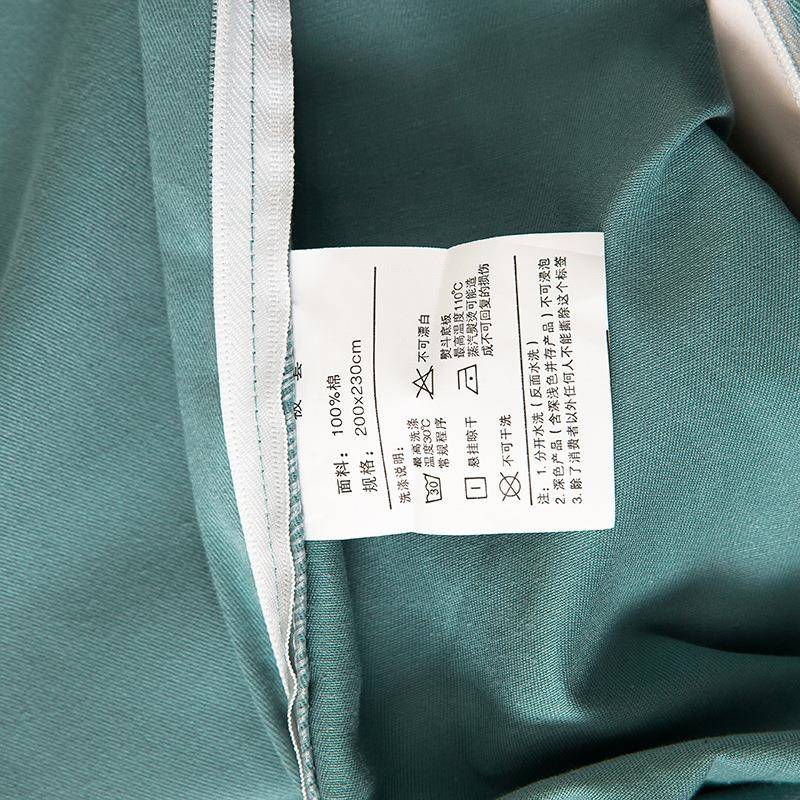 被套
面料：100%棉
规格：200x230cm
洗涤说明：
30
最高洗涤
温度30℃
常规程序
不可漂白
悬挂晾干
熨斗底板
最高温度110℃
蒸汽熨烫可能造
成不可回复的损伤
不可干洗
注：1. 分开水洗（反面水洗）
2. 深色产品（含深浅色并存产品）不可浸泡
3. 除了消费者以外任何人不能撕除这个标签